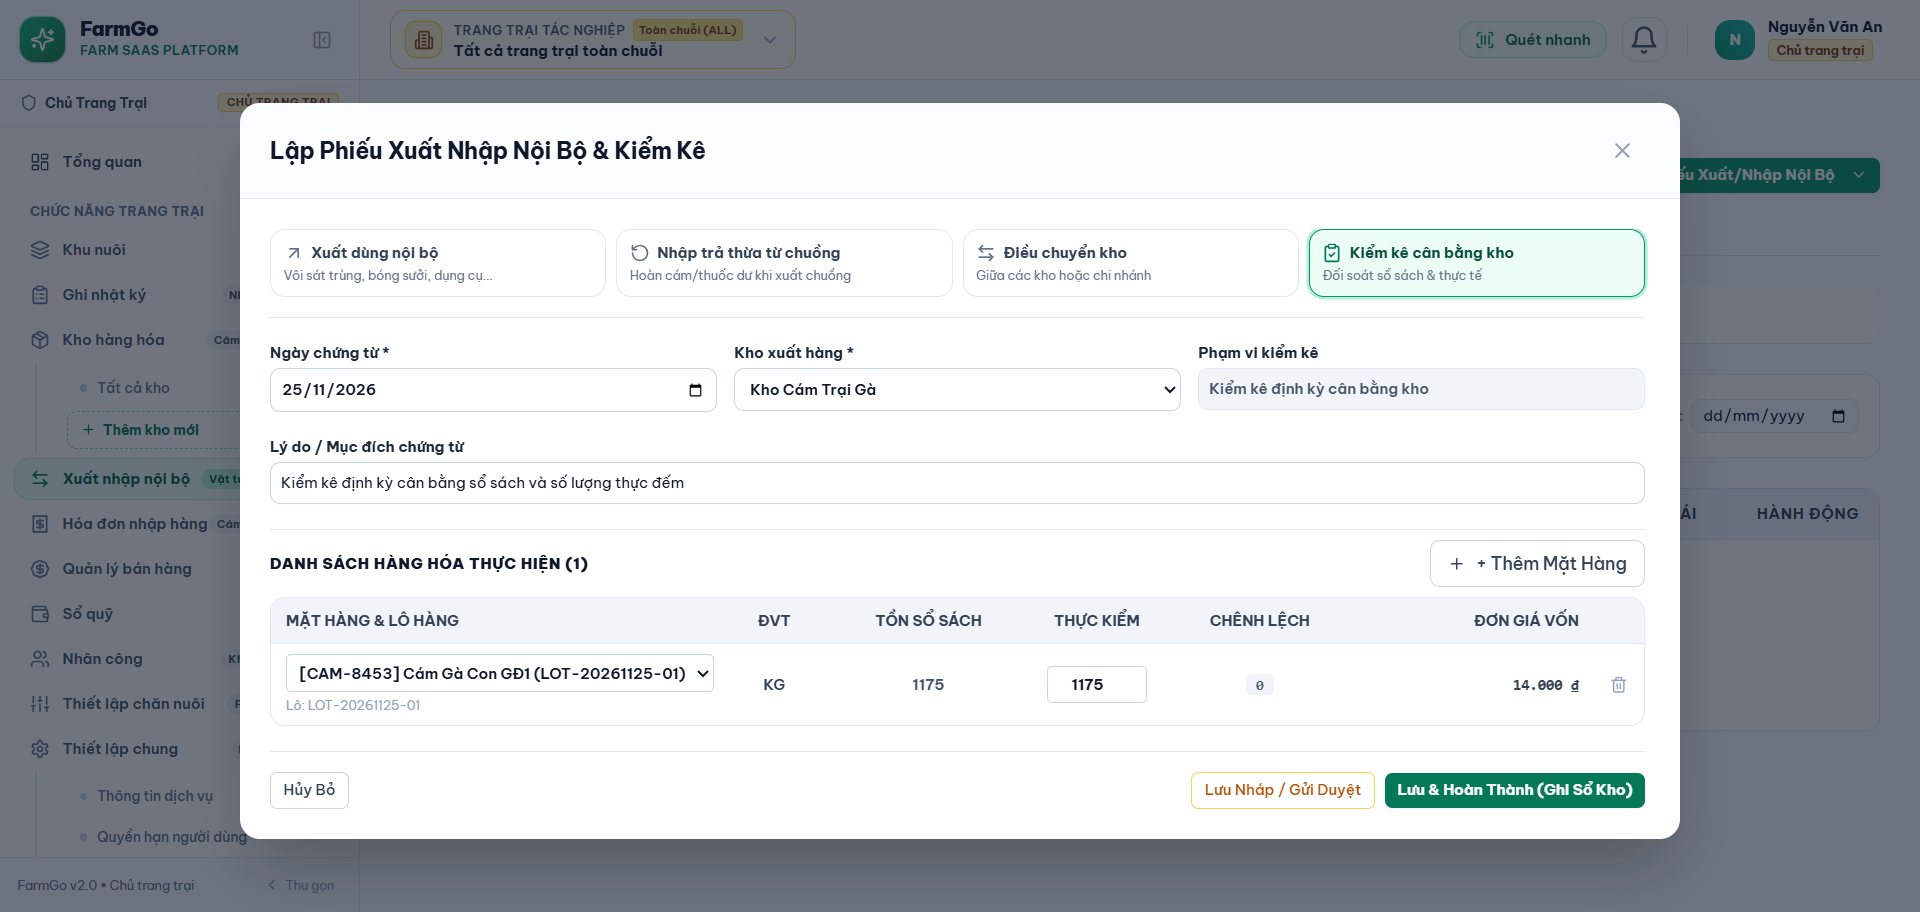 FarmGo
FARM SAAS PLATFORM
TRANG TRẠI TÁC NGHIỆP Toàn chuỗi (ALL)
Tất cả trang trại toàn chuỗi
Quét nhanh
N
Nguyễn Văn An
Chủ trang trại
Chủ Trang Trại
CHỦ TRANG TRẠI
Tổng quan
CHỨC NĂNG TRANG TRẠI
Khu nuôi
Ghi nhật ký
Kho hàng hóa Cám
Tất cả kho
+ Thêm kho mới
Xuất nhập nội bộ Vật tư
Hóa đơn nhập hàng Cám
Quản lý bán hàng
Sổ quỹ
Nhân công
Thiết lập chăn nuôi
Thiết lập chung
Thông tin dịch vụ
Quyền hạn người dùng
FarmGo v2.0 • Chủ trang trại
Thu gọn
Xuất/Nhập Nội Bộ
dd/mm/yyyy
HÀNH ĐỘNG
Lập Phiếu Xuất Nhập Nội Bộ & Kiểm Kê
Xuất dùng nội bộ
Vôi sát trùng, bóng sưởi, dụng cụ...
Nhập trả thừa từ chuồng
Hoàn cám/thuốc dư khi xuất chuồng
Điều chuyển kho
Giữa các kho hoặc chi nhánh
Kiểm kê cân bằng kho
Đối soát sổ sách & thực tế
Ngày chứng từ *
25/11/2026
Kho xuất hàng *
Kho Cám Trại Gà
Phạm vi kiểm kê
Kiểm kê định kỳ cân bằng kho
Lý do / Mục đích chứng từ
Kiểm kê định kỳ cân bằng sổ sách và số lượng thực đếm
DANH SÁCH HÀNG HÓA THỰC HIỆN (1)
+ + Thêm Mặt Hàng
MẶT HÀNG & LÔ HÀNG ĐVT TỒN SỔ SÁCH THỰC KIỂM CHÊNH LỆCH ĐƠN GIÁ VỐN
[CAM-8453] Cám Gà Con GĐ1 (LOT-20261125-01) KG 1175 1175 0 14.000 đ
Lô: LOT-20261125-01
Hủy Bỏ
Lưu Nháp / Gửi Duyệt
Lưu & Hoàn Thành (Ghi Sổ Kho)